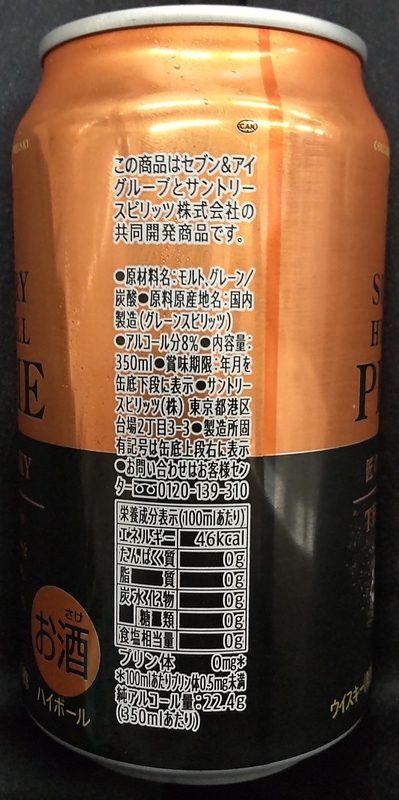 CAN
この商品はセブン&アイ
グループとサントリー
スピリッツ株式会社の
共同開発商品です。
●原材料名:モルト、グレーン/
炭酸●原料原産地名:国内
製造(グレーンスピリッツ)
●アルコール分8%●内容量:
350ml●賞味期限:年月を
缶底下段に表示●サントリー
スピリッツ(株) 東京都港区
台場2丁目3-3●製造所固
有記号は缶底上段右に表示
●お問い合わせはお客様セン
ター 0120-139-310
栄養成分表示(100mlあたり)
エネルギー 46kcal
たんぱく質 0g
脂質 0g
炭水化物 0g
糖類 0g
食塩相当量 0g
プリン体 0mg*
*100mlあたりプリン体0.5mg未満
純アルコール量:22.4g
(350mlあたり)
さけ
お酒
ハイボール